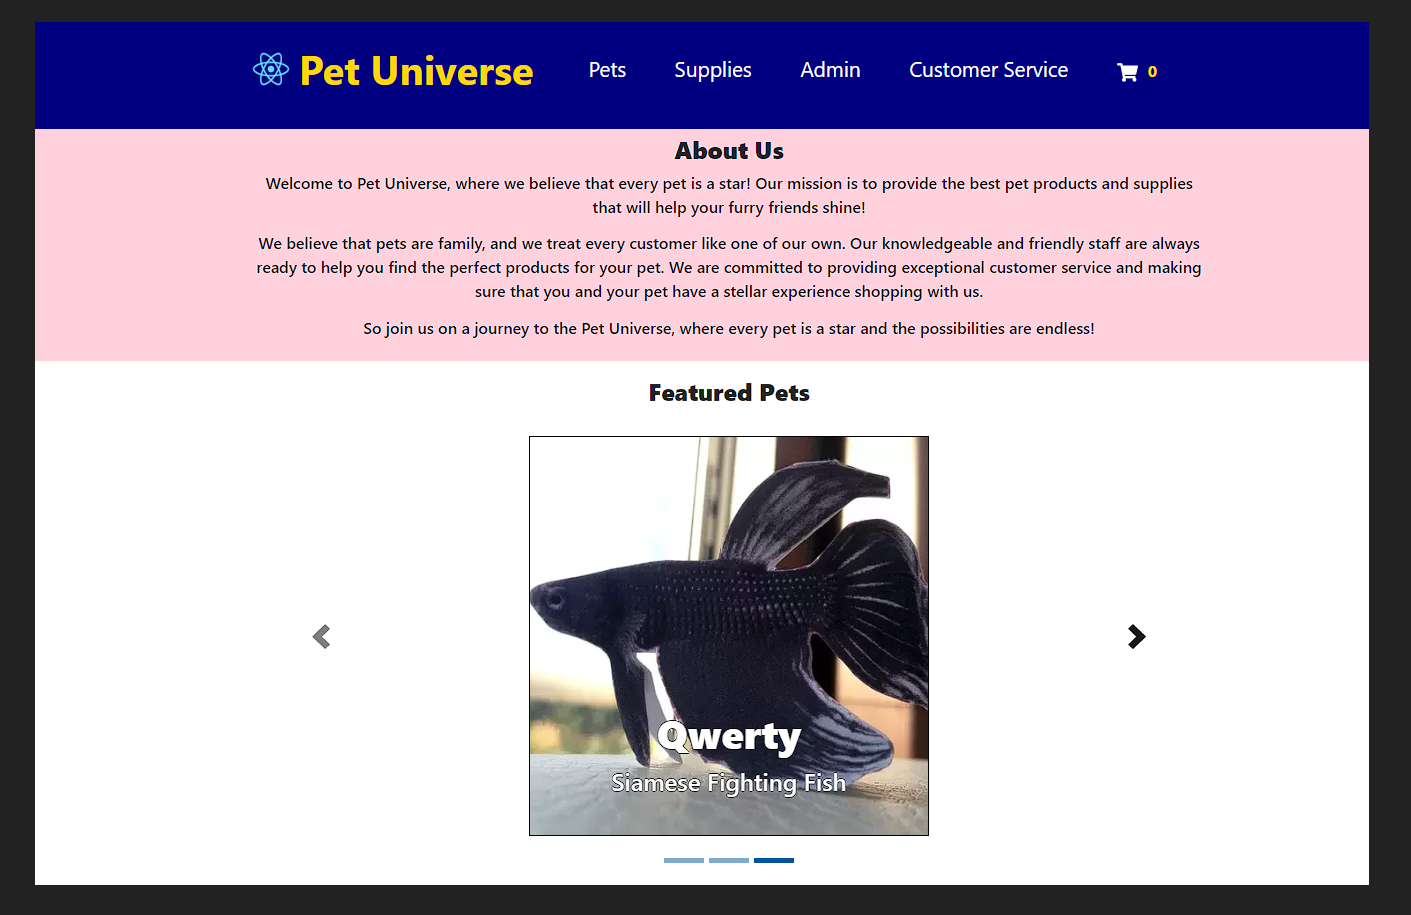 Pet Universe Pets Supplies Admin Customer Service 0
About Us
Welcome to Pet Universe, where we believe that every pet is a star! Our mission is to provide the best pet products and supplies
that will help your furry friends shine!
We believe that pets are family, and we treat every customer like one of our own. Our knowledgeable and friendly staff are always
ready to help you find the perfect products for your pet. We are committed to providing exceptional customer service and making
sure that you and your pet have a stellar experience shopping with us.
So join us on a journey to the Pet Universe, where every pet is a star and the possibilities are endless!
Featured Pets
Qwerty
Siamese Fighting Fish